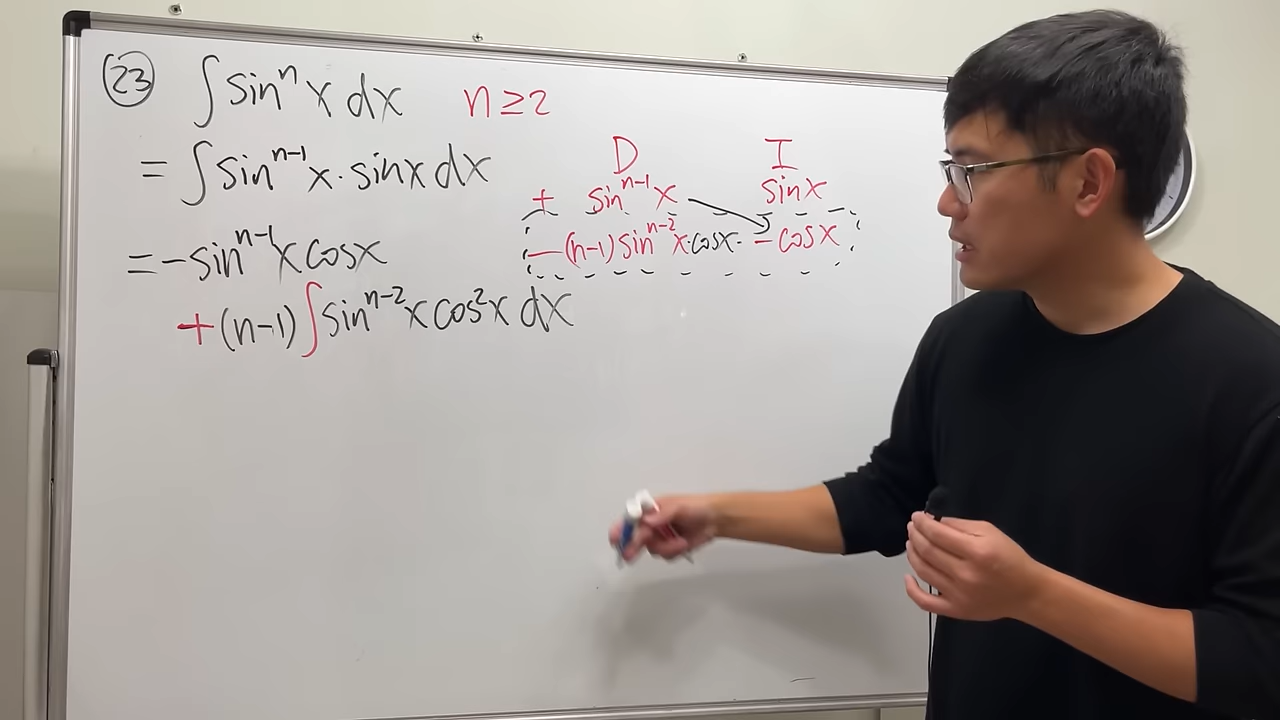 (23) ∫ sinⁿ x dx n ≥ 2
= ∫ sinⁿ⁻¹ x · sin x dx
D I
+ sinⁿ⁻¹ x sin x
− (n-1) sinⁿ⁻² x · cos x · − cos x
= − sinⁿ⁻¹ x cos x
+ (n-1) ∫ sinⁿ⁻² x cos² x dx